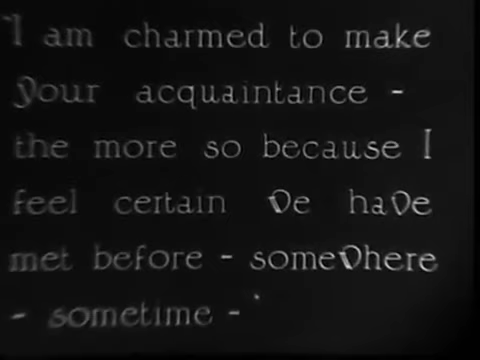 "I am charmed to make
your acquaintance -
the more so because I
feel certain we have
met before - somewhere
- sometime - '